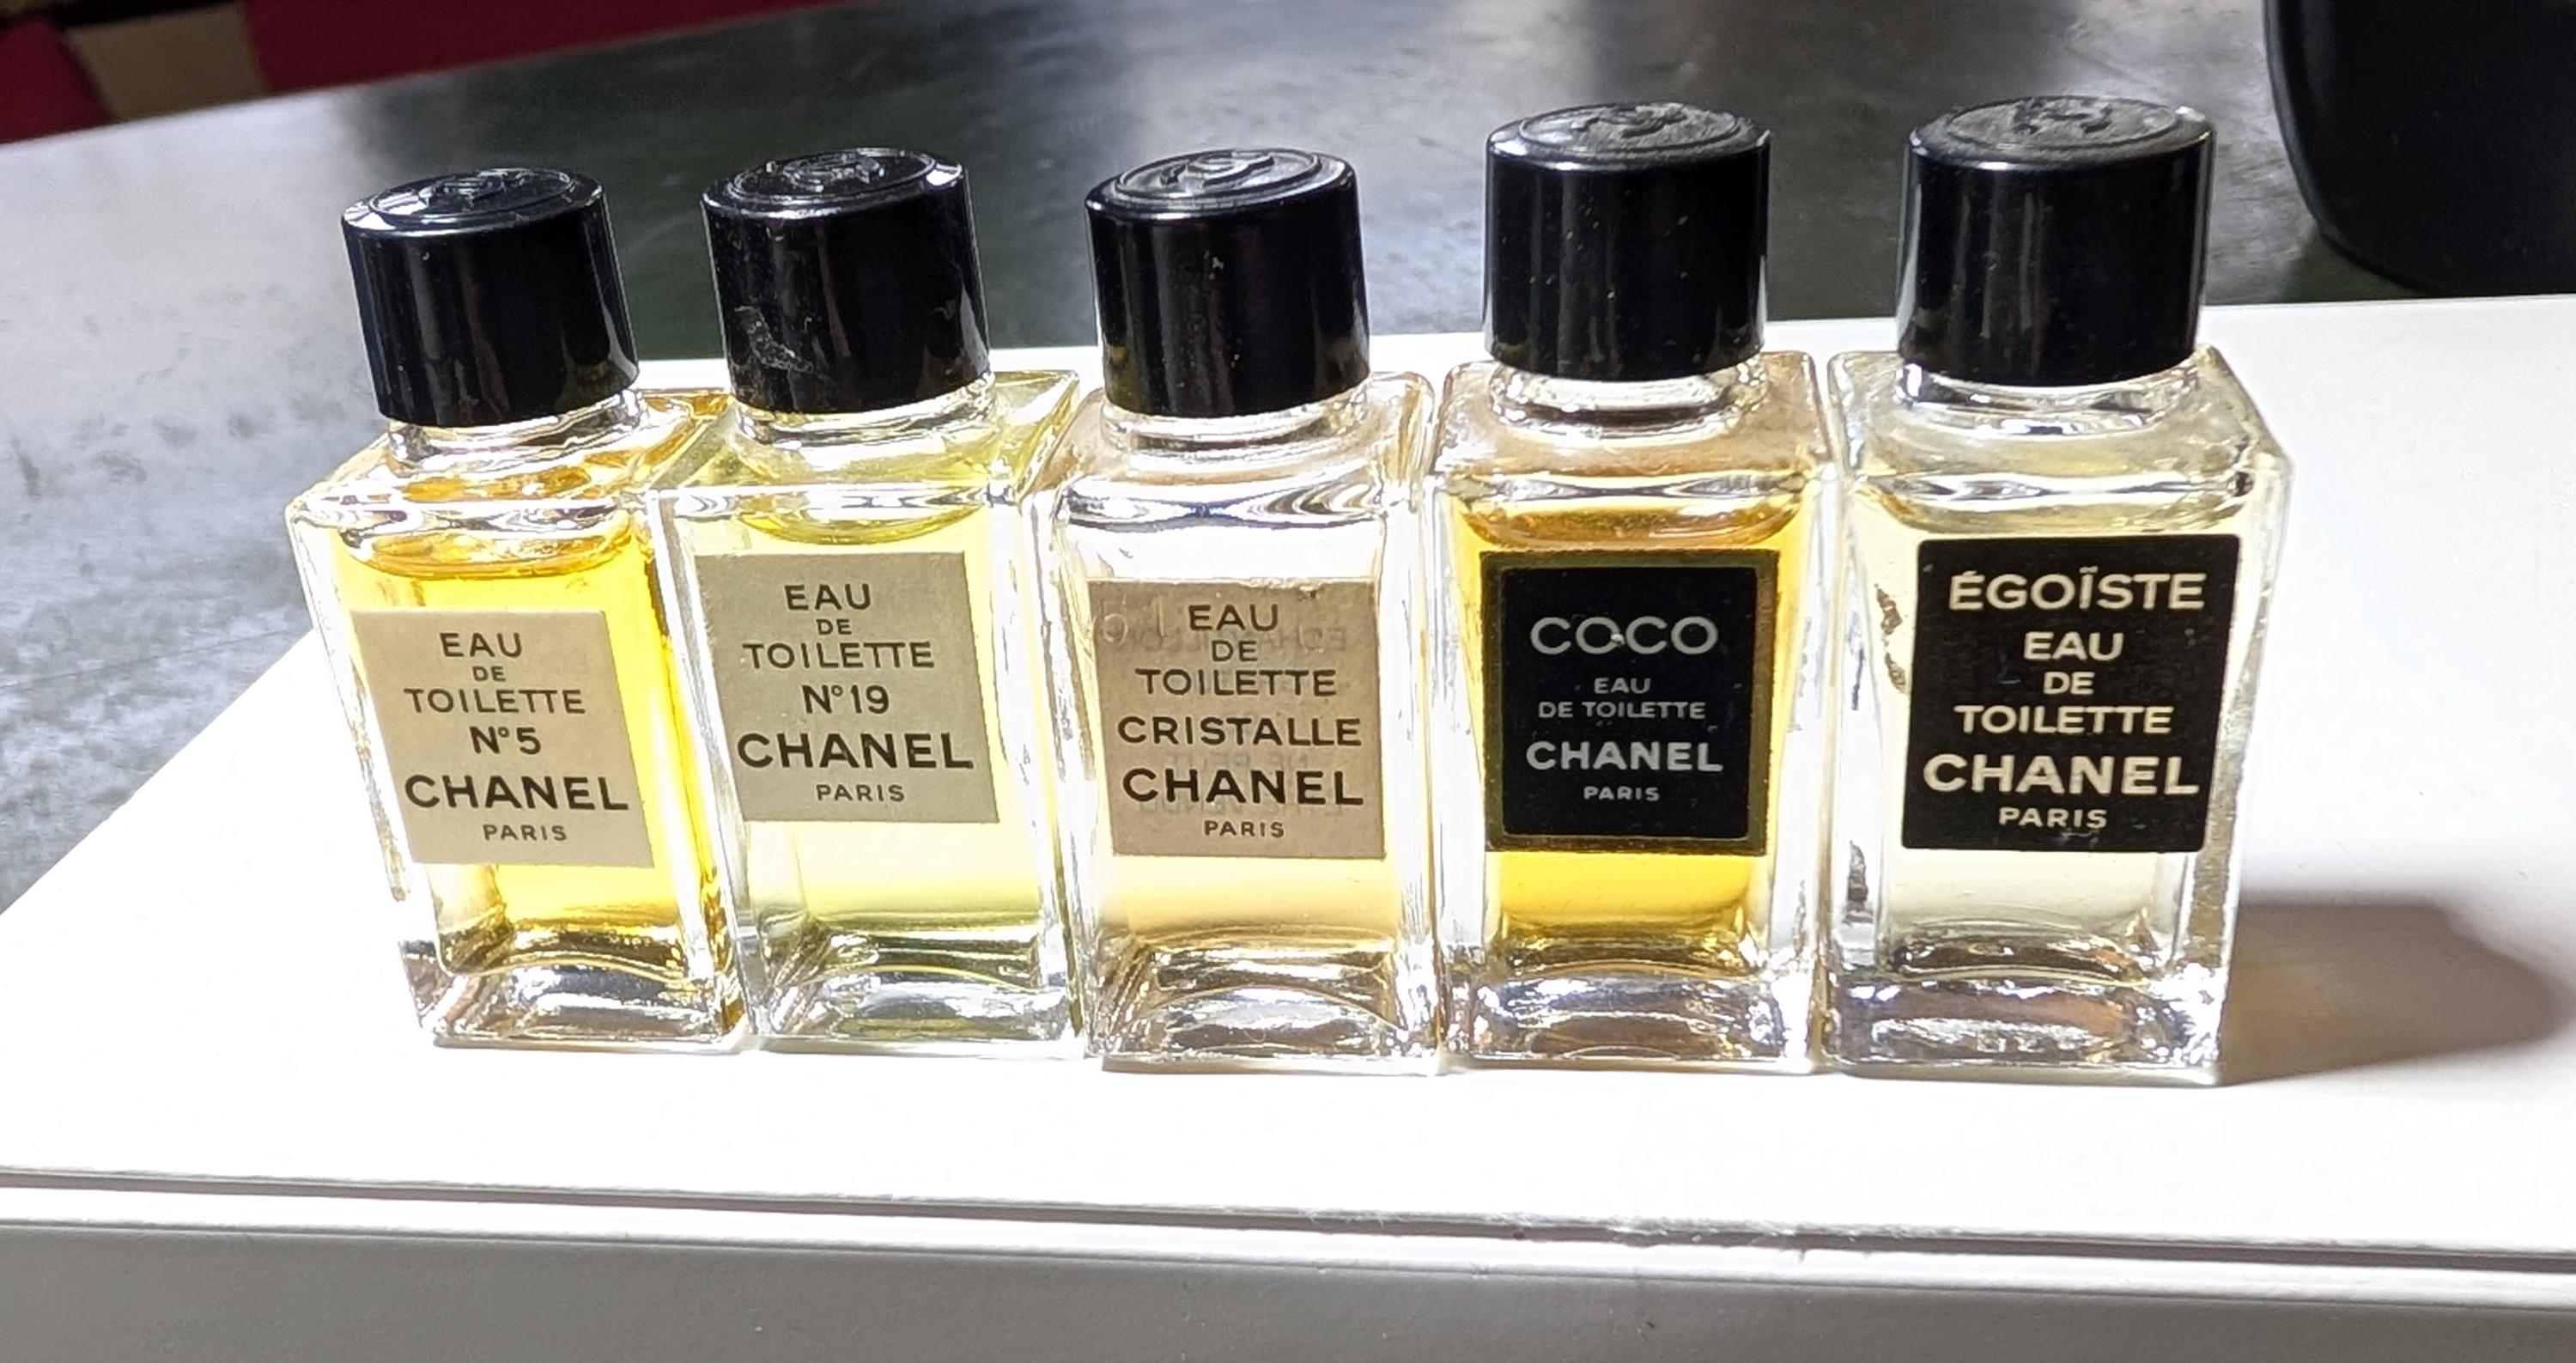 EAU
DE
TOILETTE
N°5
CHANEL
PARIS
EAU
DE
TOILETTE
N°19
CHANEL
PARIS
EAU
DE
TOILETTE
CRISTALLE
CHANEL
PARIS
COCO
EAU
DE TOILETTE
CHANEL
PARIS
ÉGOÏSTE
EAU
DE
TOILETTE
CHANEL
PARIS